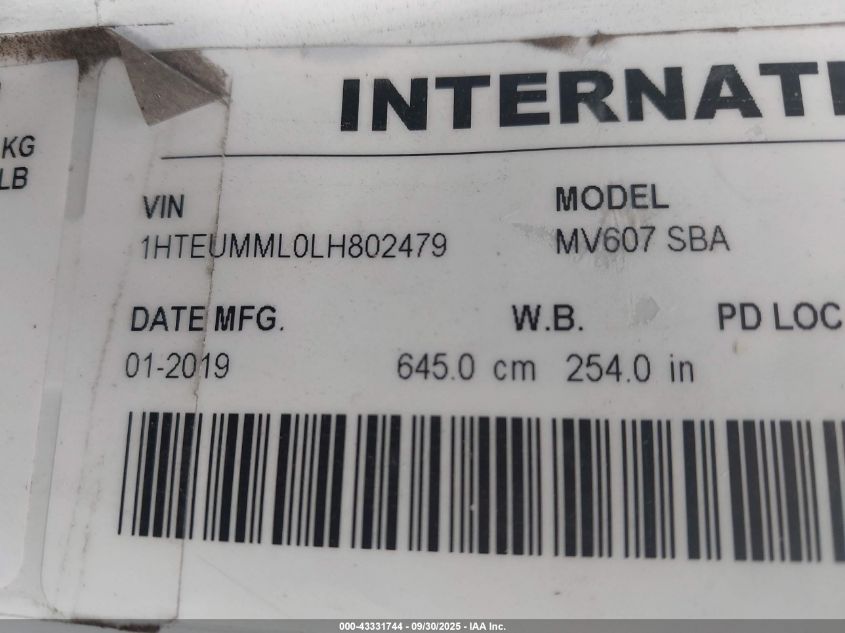 INTERNATI
KG
LB
VIN
MODEL
1HTEUMML0LH802479
MV607 SBA
DATE MFG.
W.B.
PD LOC
01-2019
645.0 cm 254.0 in
000-43331744 — 09/30/2025 - IAA Inc.